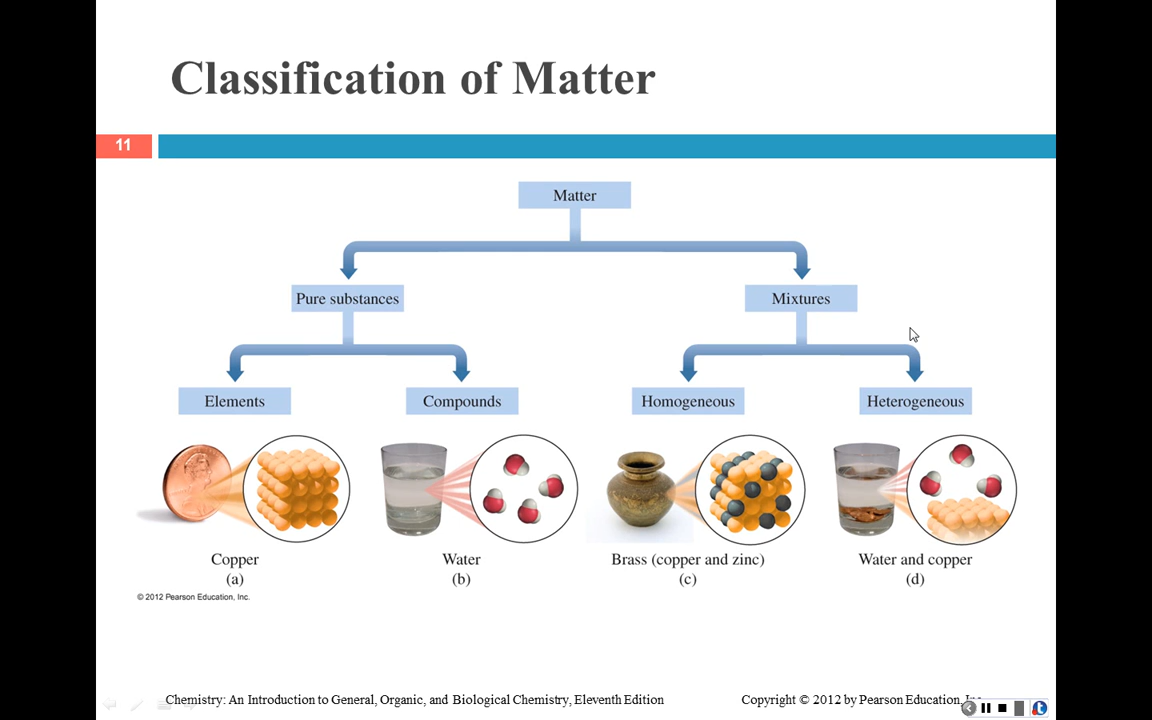 Classification of Matter
11
Matter
Pure substances
Mixtures
Elements
Compounds
Homogeneous
Heterogeneous
Copper
(a)
Water
(b)
Brass (copper and zinc)
(c)
Water and copper
(d)
© 2012 Pearson Education, Inc.
Chemistry: An Introduction to General, Organic, and Biological Chemistry, Eleventh Edition
Copyright © 2012 by Pearson Education, Inc.